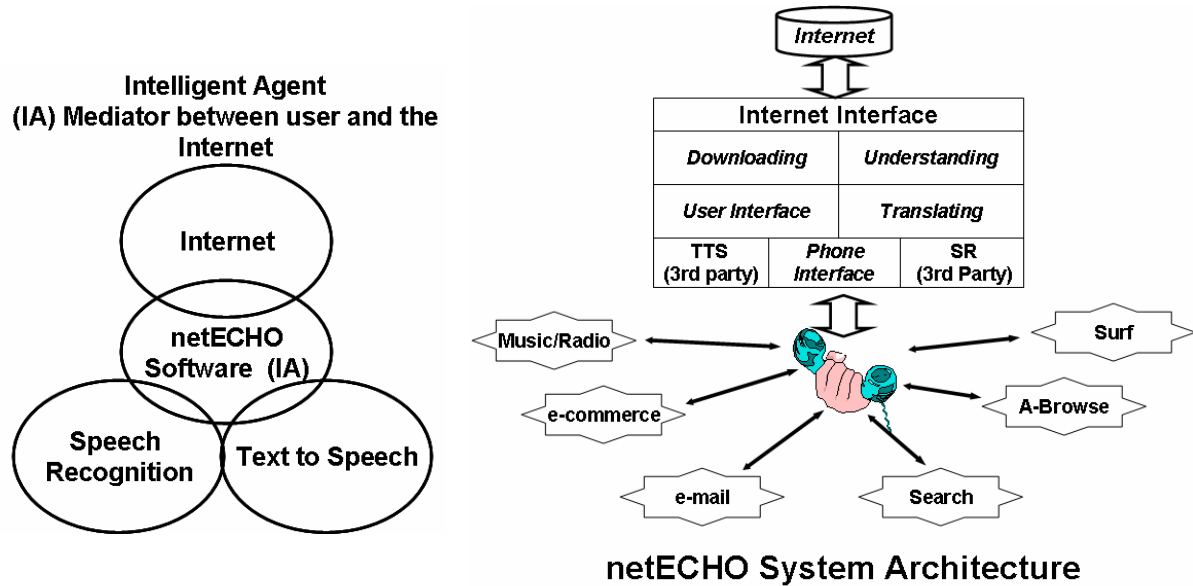 Intelligent Agent
(IA) Mediator between user and the
Internet
Internet
netECHO
Software (IA)
Speech
Recognition
Text to Speech
Internet
Internet Interface
Downloading
Understanding
User Interface
Translating
TTS
(3rd party)
Phone
Interface
SR
(3rd Party)
Music/Radio
Surf
e-commerce
A-Browse
e-mail
Search
netECHO System Architecture